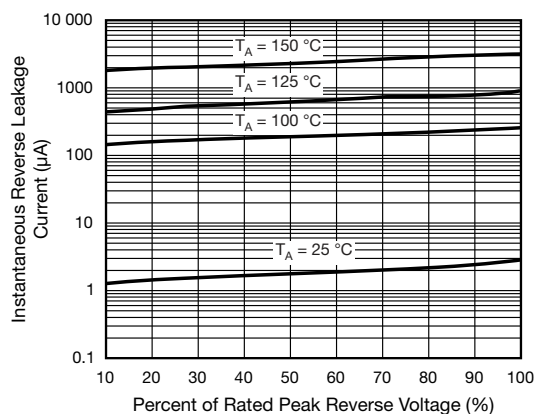 Instantaneous Reverse Leakage
Current (µA)
10 000
1000
100
10
1
0.1
T_A = 150 °C
T_A = 125 °C
T_A = 100 °C
T_A = 25 °C
10 20 30 40 50 60 70 80 90 100
Percent of Rated Peak Reverse Voltage (%)